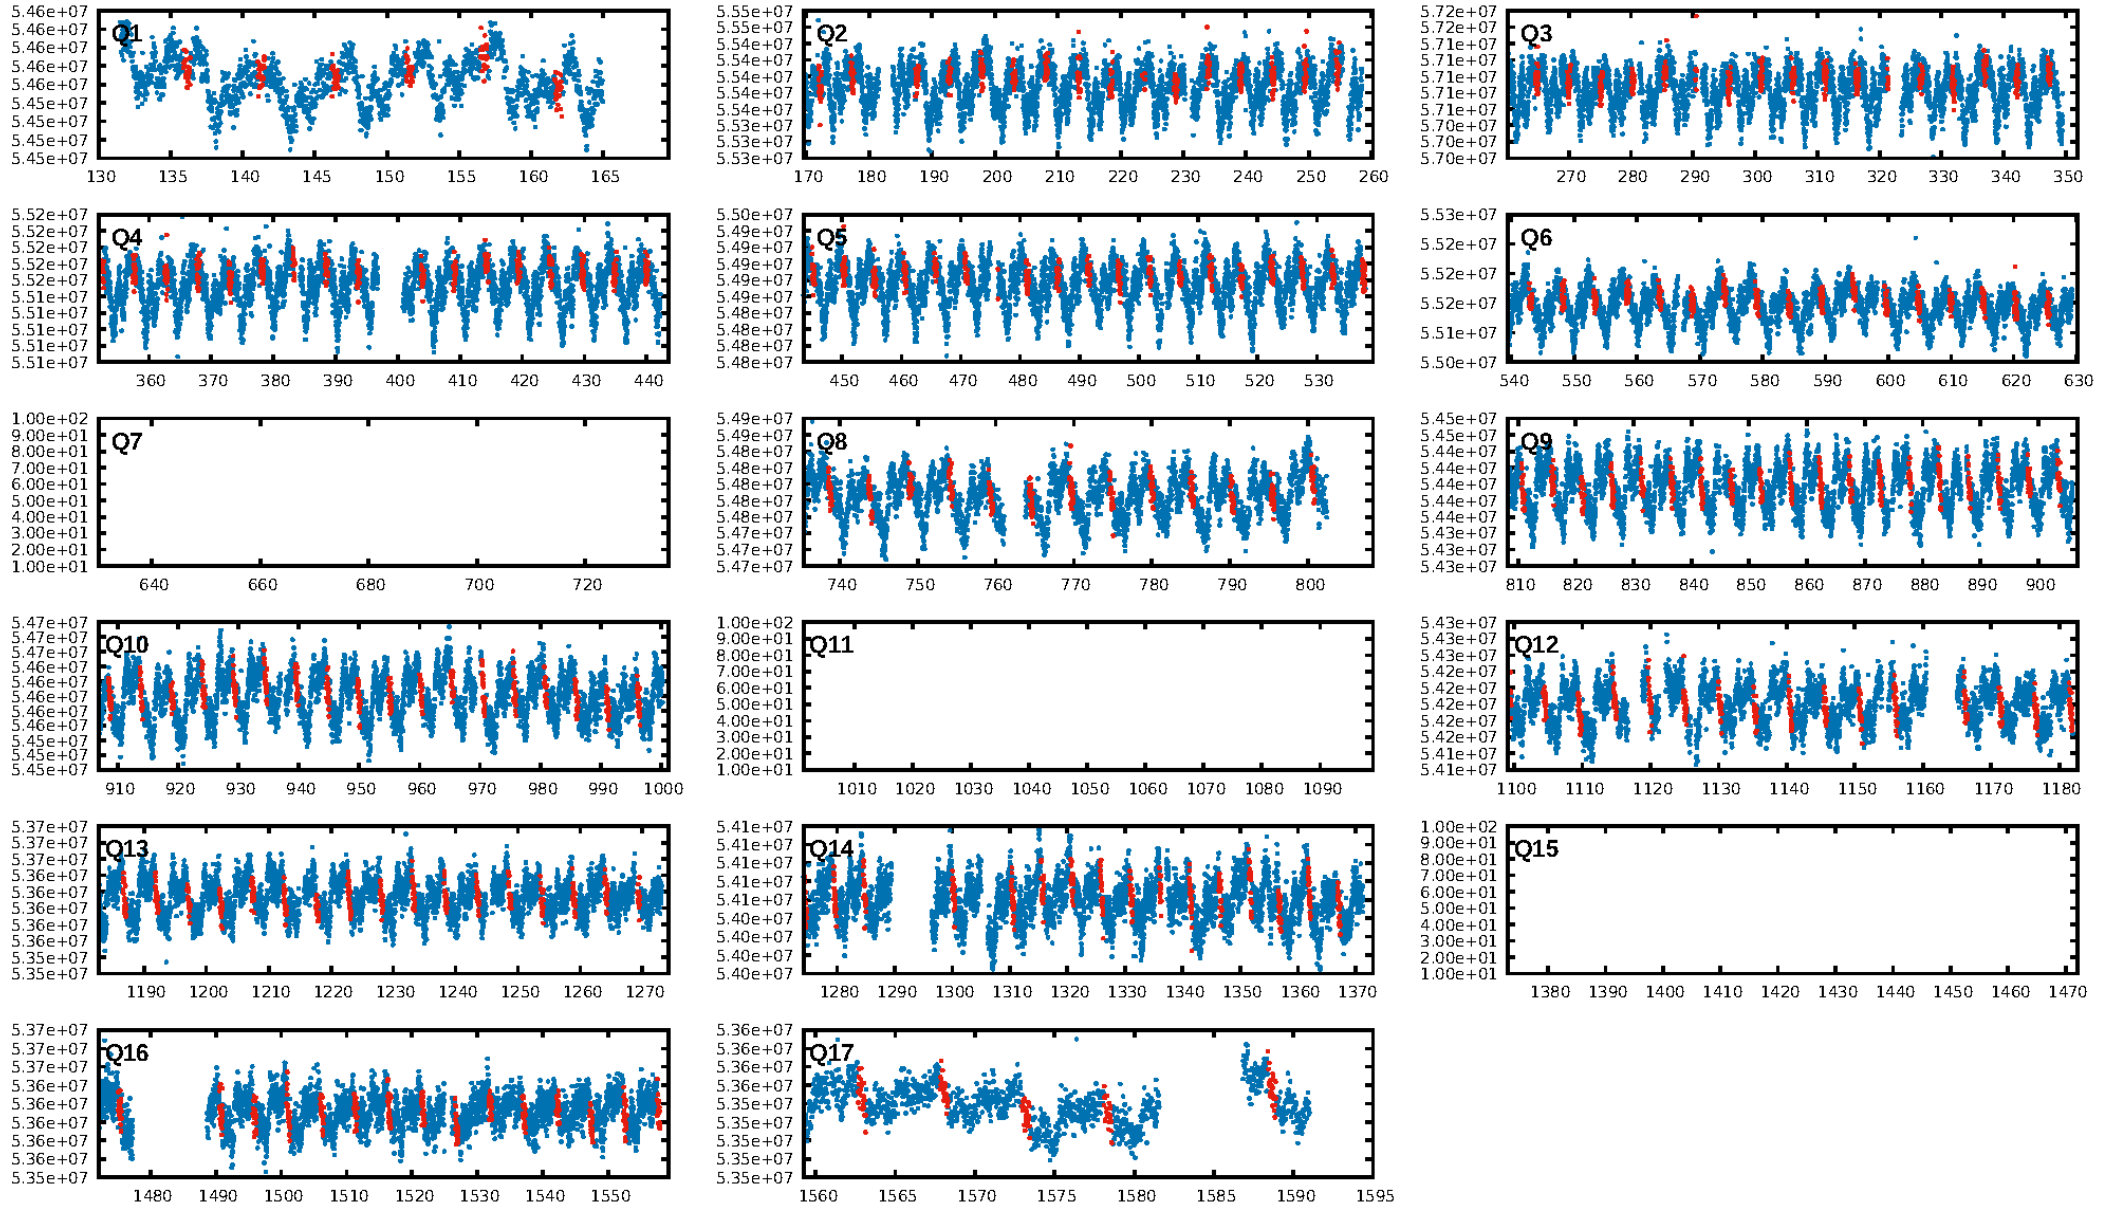 5.46e+07 5.46e+07 5.46e+07 5.46e+07 5.46e+07 5.45e+07 5.45e+07 5.45e+07 5.45e+07
Q1
130 135 140 145 150 155 160 165
5.55e+07 5.55e+07 5.54e+07 5.54e+07 5.54e+07 5.54e+07 5.54e+07 5.53e+07 5.53e+07 5.53e+07
Q2
170 180 190 200 210 220 230 240 250 260
5.72e+07 5.72e+07 5.71e+07 5.71e+07 5.71e+07 5.71e+07 5.71e+07 5.70e+07 5.70e+07 5.70e+07
Q3
270 280 290 300 310 320 330 340 350
5.52e+07 5.52e+07 5.52e+07 5.52e+07 5.52e+07 5.51e+07 5.51e+07 5.51e+07 5.51e+07 5.51e+07
Q4
360 370 380 390 400 410 420 430 440
5.50e+07 5.49e+07 5.49e+07 5.49e+07 5.49e+07 5.49e+07 5.48e+07 5.48e+07 5.48e+07 5.48e+07
Q5
450 460 470 480 490 500 510 520 530
5.53e+07 5.52e+07 5.52e+07 5.52e+07 5.51e+07 5.50e+07
Q6
540 550 560 570 580 590 600 610 620 630
1.00e+02 9.00e+01 8.00e+01 7.00e+01 6.00e+01 5.00e+01 4.00e+01 3.00e+01 2.00e+01 1.00e+01
Q7
640 660 680 700 720
5.49e+07 5.49e+07 5.48e+07 5.48e+07 5.48e+07 5.48e+07 5.48e+07 5.47e+07 5.47e+07 5.47e+07
Q8
740 750 760 770 780 790 800
5.45e+07 5.45e+07 5.44e+07 5.44e+07 5.44e+07 5.44e+07 5.44e+07 5.43e+07 5.43e+07 5.43e+07
Q9
810 820 830 840 850 860 870 880 890 900
5.47e+07 5.47e+07 5.47e+07 5.46e+07 5.46e+07 5.46e+07 5.46e+07 5.46e+07 5.45e+07 5.45e+07 5.45e+07
Q10
910 920 930 940 950 960 970 980 990 1000
1.00e+02 9.00e+01 8.00e+01 7.00e+01 6.00e+01 5.00e+01 4.00e+01 3.00e+01 2.00e+01 1.00e+01
Q11
1010 1020 1030 1040 1050 1060 1070 1080 1090
5.43e+07 5.43e+07 5.43e+07 5.42e+07 5.42e+07 5.42e+07 5.42e+07 5.42e+07 5.41e+07 5.41e+07
Q12
1100 1110 1120 1130 1140 1150 1160 1170 1180
5.37e+07 5.37e+07 5.37e+07 5.36e+07 5.36e+07 5.36e+07 5.36e+07 5.36e+07 5.35e+07 5.35e+07
Q13
1190 1200 1210 1220 1230 1240 1250 1260 1270
5.41e+07 5.41e+07 5.41e+07 5.41e+07 5.41e+07 5.40e+07 5.40e+07 5.40e+07 5.40e+07
Q14
1280 1290 1300 1310 1320 1330 1340 1350 1360 1370
1.00e+02 9.00e+01 8.00e+01 7.00e+01 6.00e+01 5.00e+01 4.00e+01 3.00e+01 2.00e+01 1.00e+01
Q15
1380 1390 1400 1410 1420 1430 1440 1450 1460 1470
5.37e+07 5.37e+07 5.37e+07 5.36e+07 5.36e+07 5.36e+07 5.36e+07 5.35e+07 5.35e+07
Q16
1480 1490 1500 1510 1520 1530 1540 1550
5.36e+07 5.36e+07 5.36e+07 5.36e+07 5.35e+07 5.35e+07 5.35e+07 5.35e+07 5.35e+07
Q17
1560 1565 1570 1575 1580 1585 1590 1595